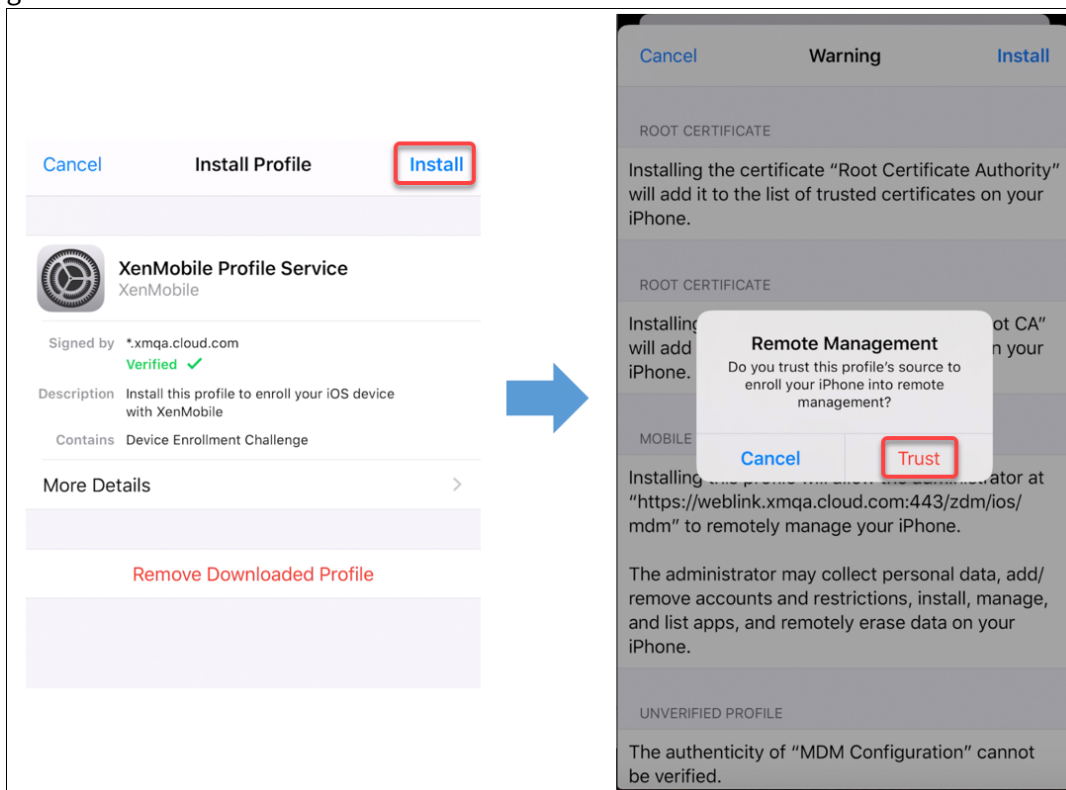 Cancel Install Profile Install
XenMobile Profile Service
XenMobile
Signed by *.xmqa.cloud.com
Verified ✓
Description Install this profile to enroll your iOS device
with XenMobile
Contains Device Enrollment Challenge
More Details
Remove Downloaded Profile
Cancel Warning Install
ROOT CERTIFICATE
Installing the certificate “Root Certificate Authority”
will add it to the list of trusted certificates on your
iPhone.
ROOT CERTIFICATE
Installing ot CA”
will add n your
iPhone.
Remote Management
Do you trust this profile’s source to
enroll your iPhone into remote
management?
Cancel Trust
MOBILE
Installing this profile will allow the administrator at
“https://weblink.xmqa.cloud.com:443/zdm/ios/
mdm” to remotely manage your iPhone.
The administrator may collect personal data, add/
remove accounts and restrictions, install, manage,
and list apps, and remotely erase data on your
iPhone.
UNVERIFIED PROFILE
The authenticity of “MDM Configuration” cannot
be verified.